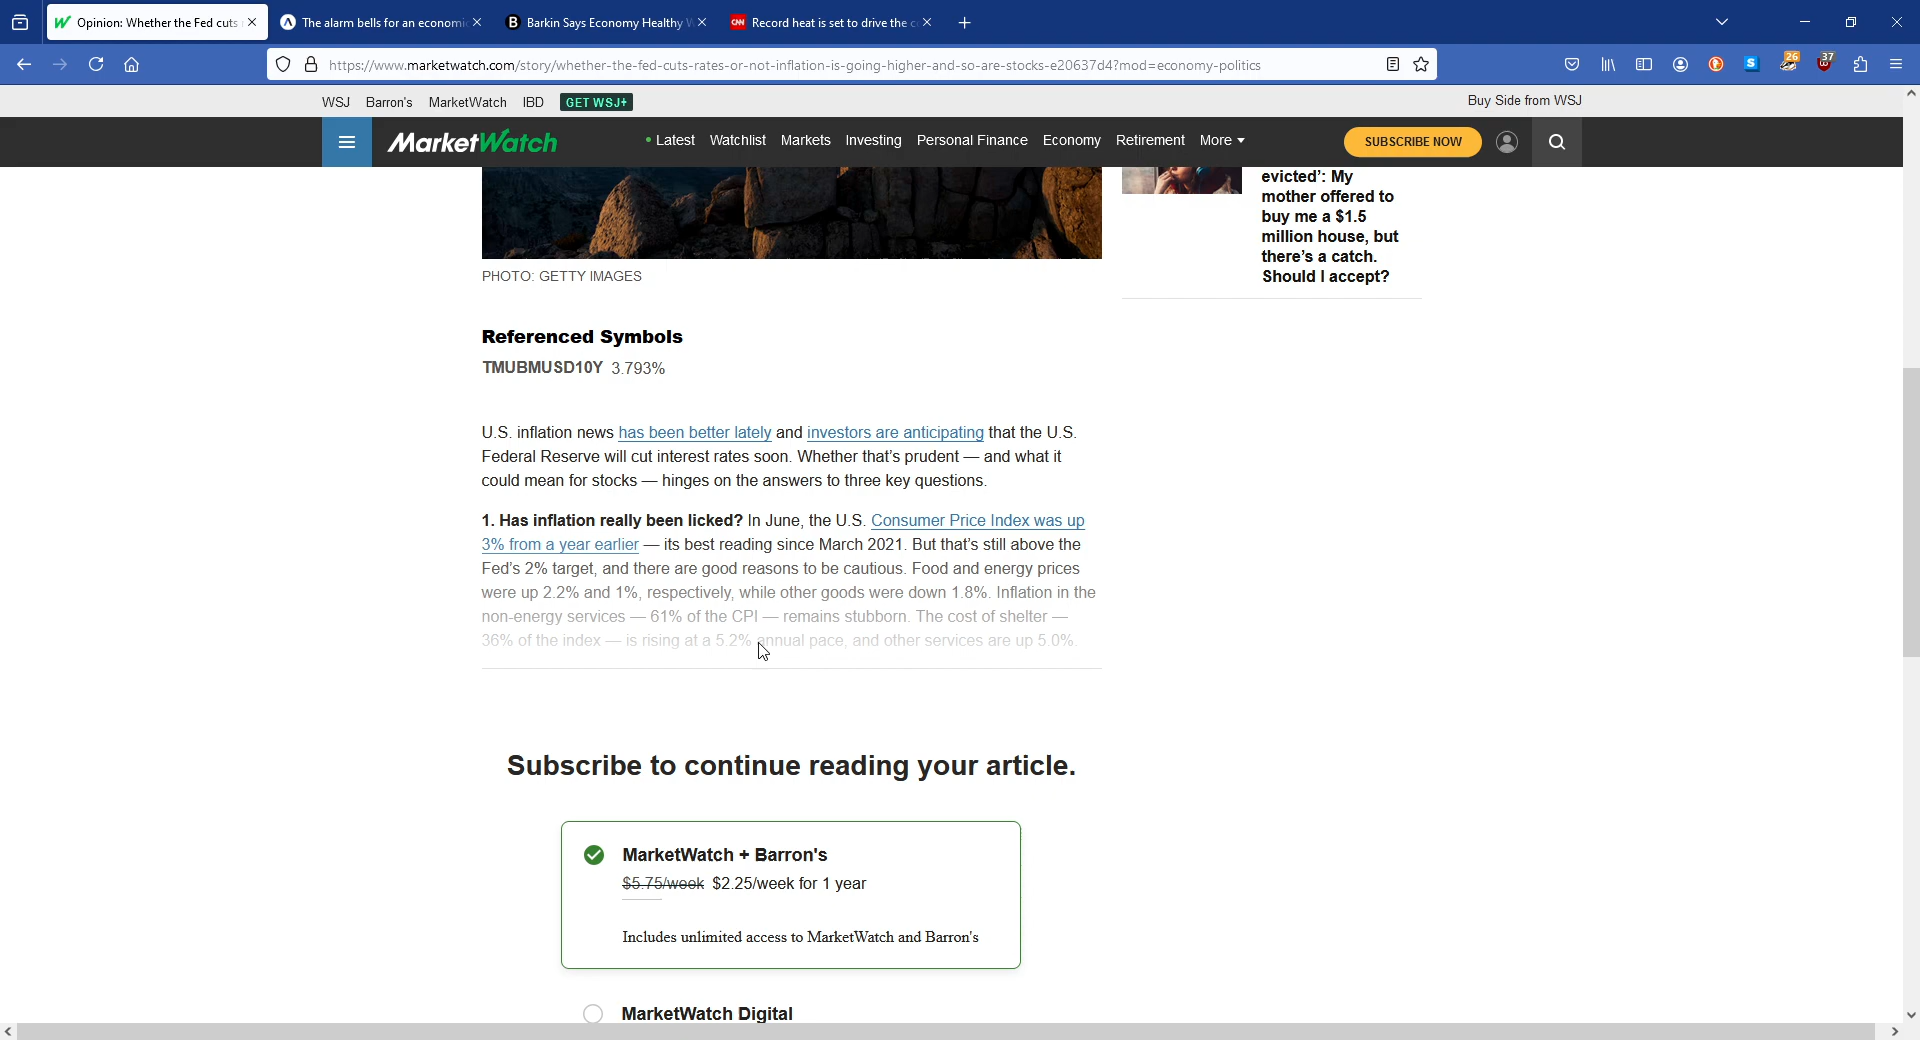 Opinion: Whether the Fed cuts
The alarm bells for an economi
Barkin Says Economy Healthy
Record heat is set to drive the
https://www.marketwatch.com/story/whether-the-fed-cuts-rates-or-not-inflation-is-going-higher-and-so-are-stocks-e20637d4?mod=economy-politics
26
37
WSJ Barron's MarketWatch IBD GET WSJ+
Buy Side from WSJ
MarketWatch
Latest Watchlist Markets Investing Personal Finance Economy Retirement More
SUBSCRIBE NOW
evicted’: My
mother offered to
buy me a $1.5
million house, but
there’s a catch.
Should I accept?
PHOTO: GETTY IMAGES
Referenced Symbols
TMUBMUSD10Y 3.793%
U.S. inflation news has been better lately and investors are anticipating that the U.S.
Federal Reserve will cut interest rates soon. Whether that’s prudent — and what it
could mean for stocks — hinges on the answers to three key questions.
1. Has inflation really been licked? In June, the U.S. Consumer Price Index was up
3% from a year earlier — its best reading since March 2021. But that’s still above the
Fed’s 2% target, and there are good reasons to be cautious. Food and energy prices
were up 2.2% and 1%, respectively, while other goods were down 1.8%. Inflation in the
non-energy services — 61% of the CPI — remains stubborn. The cost of shelter —
36% of the index — is rising at a 5.2% annual pace, and other services are up 5.0%.
Subscribe to continue reading your article.
MarketWatch + Barron's
$5.75/week $2.25/week for 1 year
Includes unlimited access to MarketWatch and Barron's
MarketWatch Digital